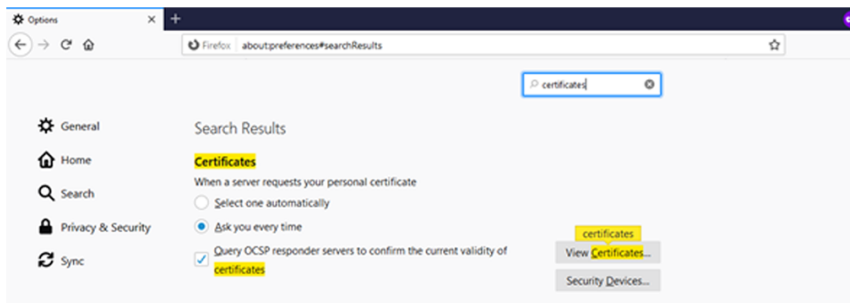 Options
Firefox about:preferences#searchResults
certificates
General
Home
Search
Privacy & Security
Sync
Search Results
Certificates
When a server requests your personal certificate
Select one automatically
Ask you every time
Query OCSP responder servers to confirm the current validity of
certificates
certificates
View Certificates...
Security Devices...